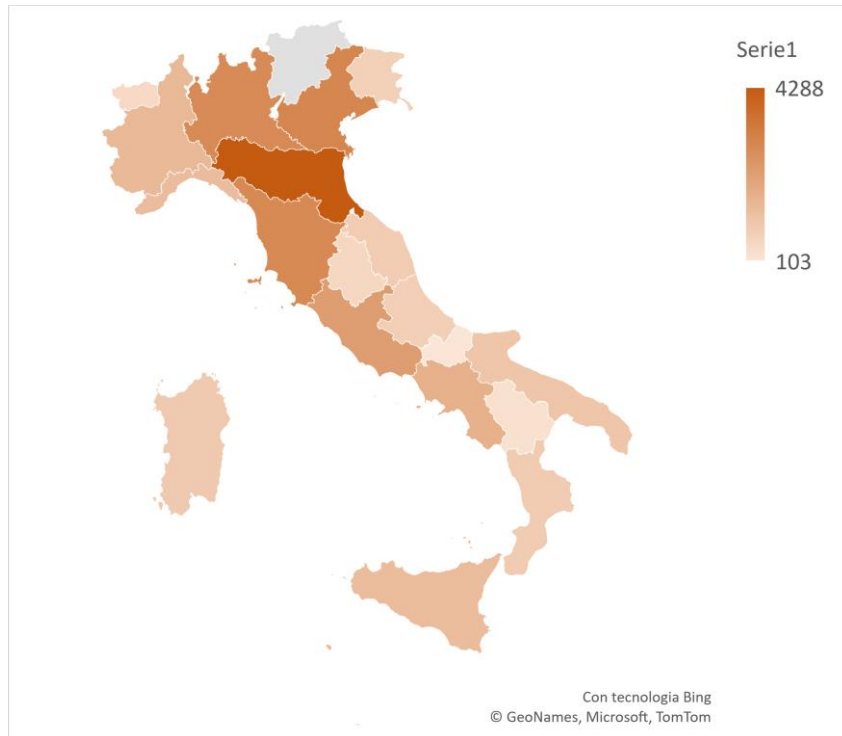 Serie1
4288
103
Con tecnologia Bing
© GeoNames, Microsoft, TomTom